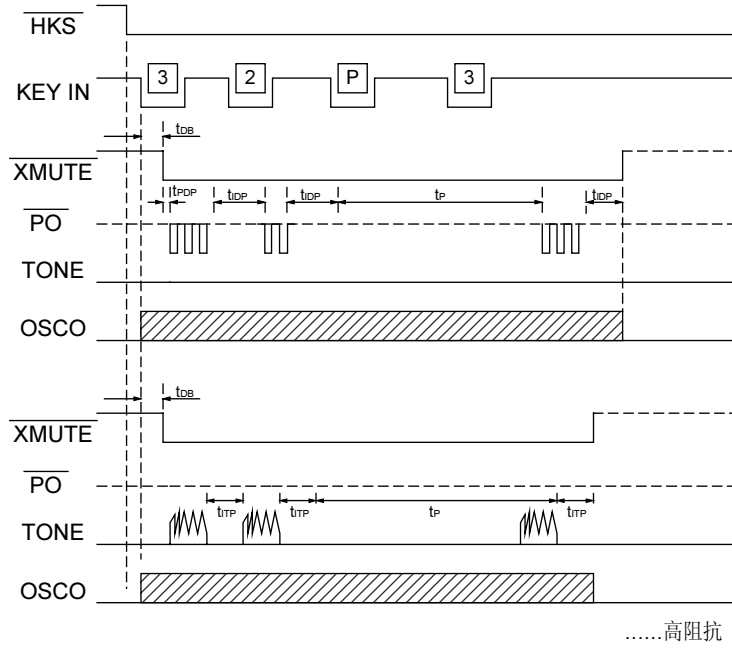 HKS
3 2 P 3
KEY IN
tDB
XMUTE
tPDP tIDP tIDP tP tIDP
PO
TONE
OSCO
tDB
XMUTE
PO
tITP tITP tP tITP
TONE
OSCO
......高阻抗